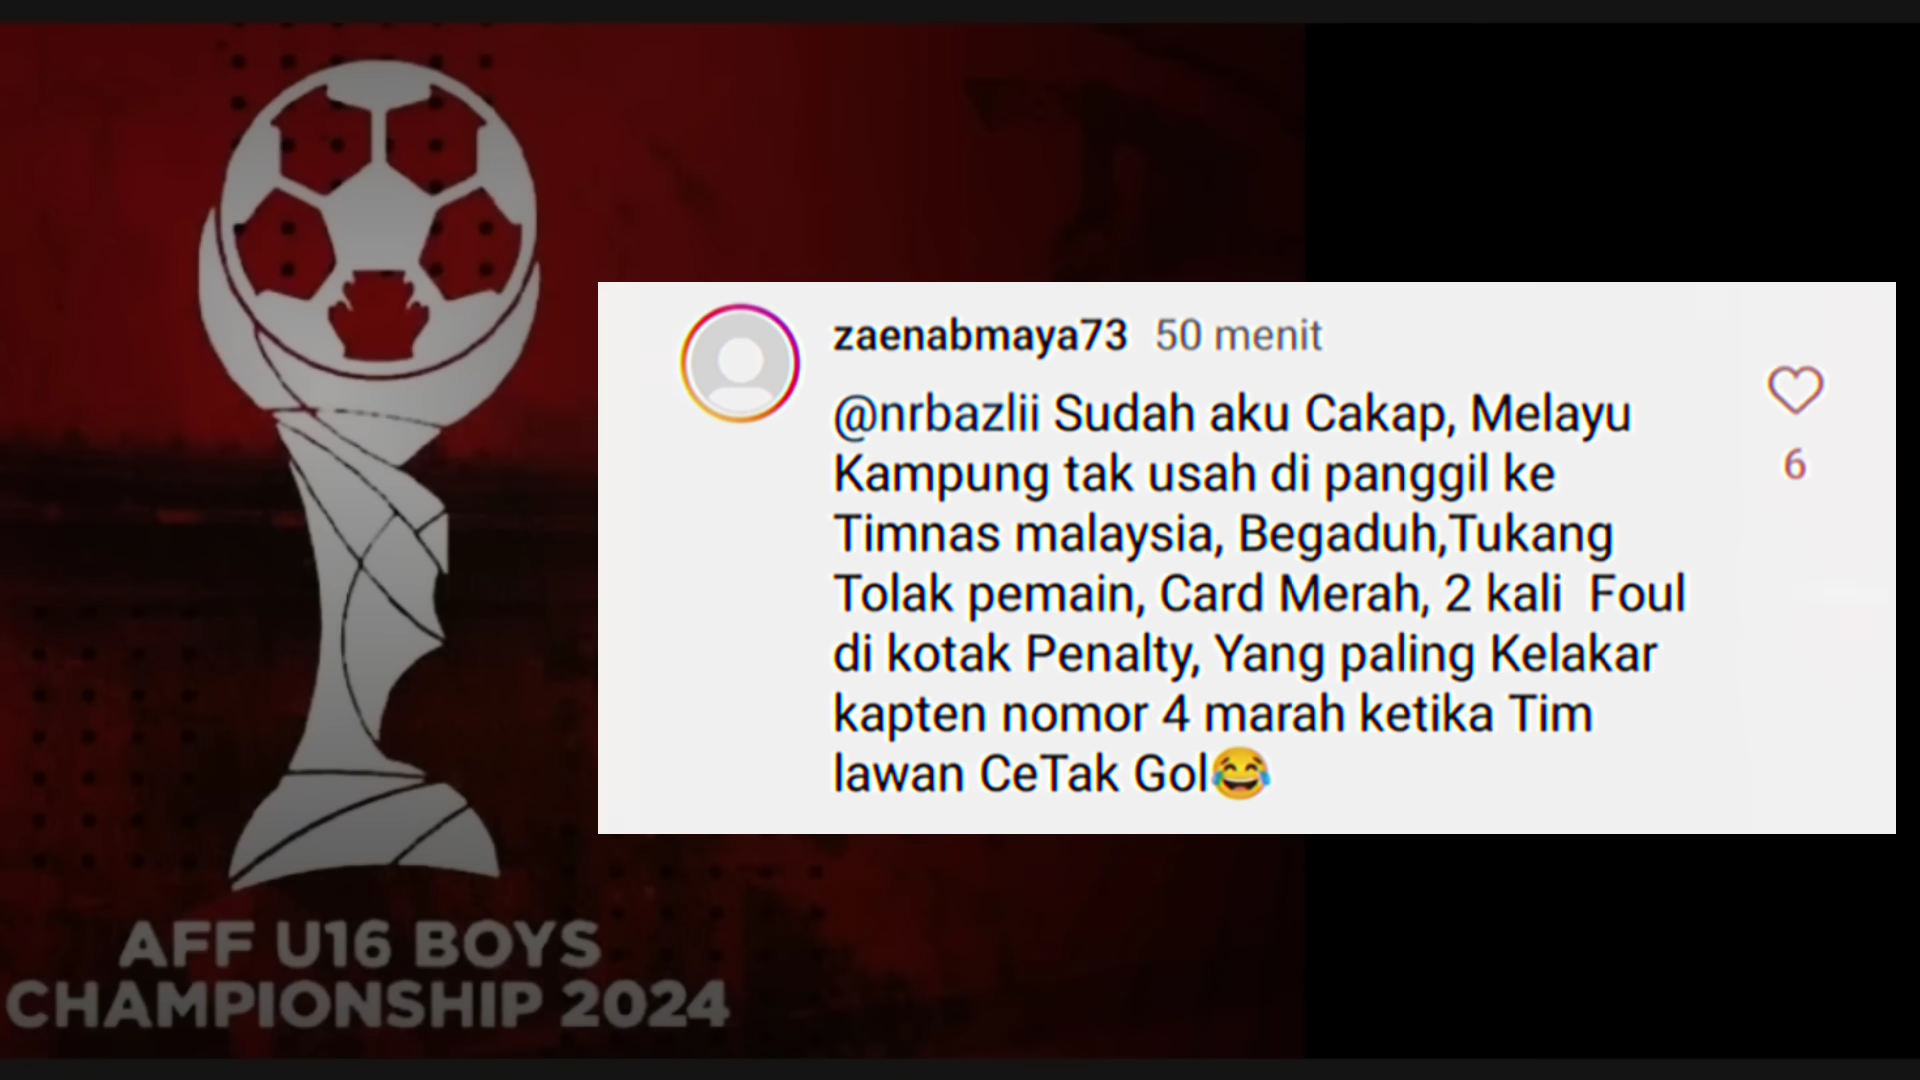 zaenabmaya73 50 menit
@nrbazlii Sudah aku Cakap, Melayu
Kampung tak usah di panggil ke
Timnas malaysia, Begaduh,Tukang
Tolak pemain, Card Merah, 2 kali  Foul
di kotak Penalty, Yang paling Kelakar
kapten nomor 4 marah ketika Tim
lawan CeTak Gol😂
6
AFF U16 BOYS
CHAMPIONSHIP 2024